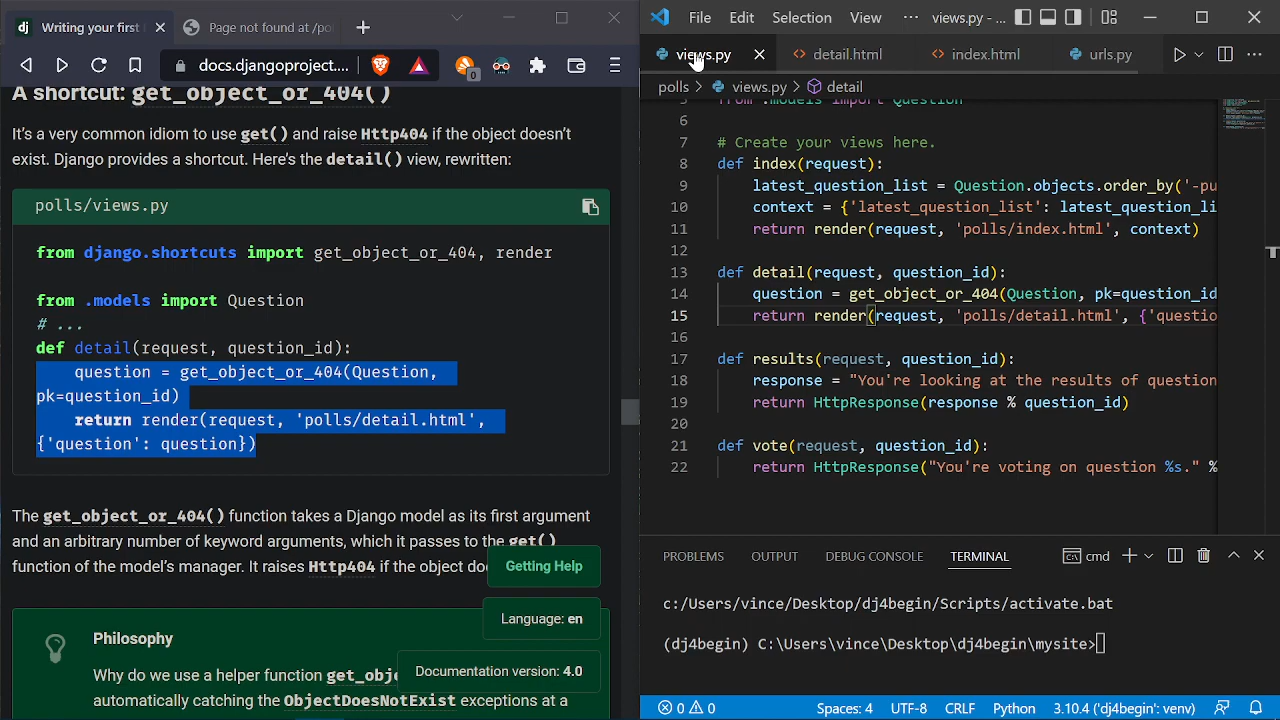 dj Writing your first
Page not found at /po
docs.djangoproject....
0
A shortcut: get_object_or_404()
It's a very common idiom to use get() and raise Http404 if the object doesn't
exist. Django provides a shortcut. Here's the detail() view, rewritten:
polls/views.py
from django.shortcuts import get_object_or_404, render
from .models import Question
# ...
def detail(request, question_id):
question = get_object_or_404(Question,
pk=question_id)
return render(request, 'polls/detail.html',
{'question': question})
The get_object_or_404() function takes a Django model as its first argument
and an arbitrary number of keyword arguments, which it passes to the get()
function of the model's manager. It raises Http404 if the object doe
Getting Help
Language: en
Documentation version: 4.0
Philosophy
Why do we use a helper function get_obje
automatically catching the ObjectDoesNotExist exceptions at a
File Edit Selection View ··· views.py - ...
views.py
detail.html
index.html
urls.py
polls > views.py > detail
5 from .models import Question
6
7 # Create your views here.
8 def index(request):
9 latest_question_list = Question.objects.order_by('-pu
10 context = {'latest_question_list': latest_question_li
11 return render(request, 'polls/index.html', context)
12
13 def detail(request, question_id):
14 question = get_object_or_404(Question, pk=question_id
15 return render(request, 'polls/detail.html', {'questio
16
17 def results(request, question_id):
18 response = "You're looking at the results of question
19 return HttpResponse(response % question_id)
20
21 def vote(request, question_id):
22 return HttpResponse("You're voting on question %s." %
PROBLEMS OUTPUT DEBUG CONSOLE TERMINAL cmd
c:/Users/vince/Desktop/dj4begin/Scripts/activate.bat
(dj4begin) C:\Users\vince\Desktop\dj4begin\mysite>
0 0 Spaces: 4 UTF-8 CRLF Python 3.10.4 ('dj4begin': venv)